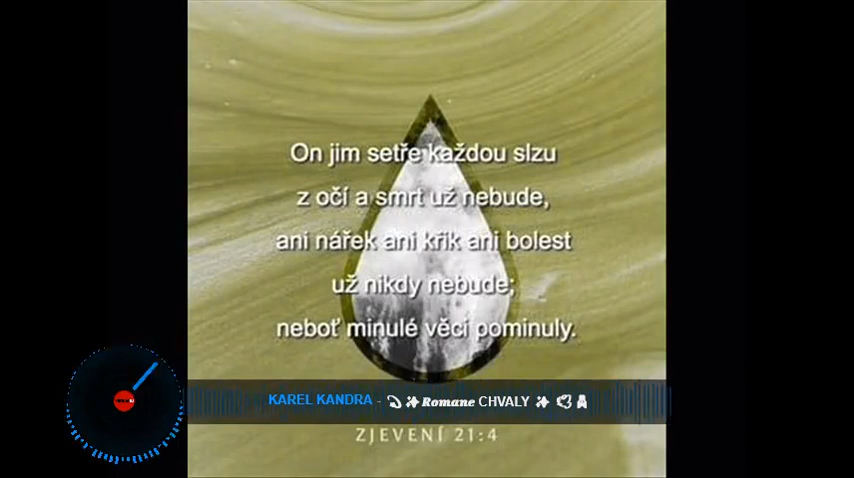 On jim setře každou slzu
z očí a smrt už nebude,
ani nářek ani křik ani bolest
už nikdy nebude;
neboť minulé věci pominuly.
KAREL KANDRA - Romane CHVALY
ZJEVENÍ 21:4